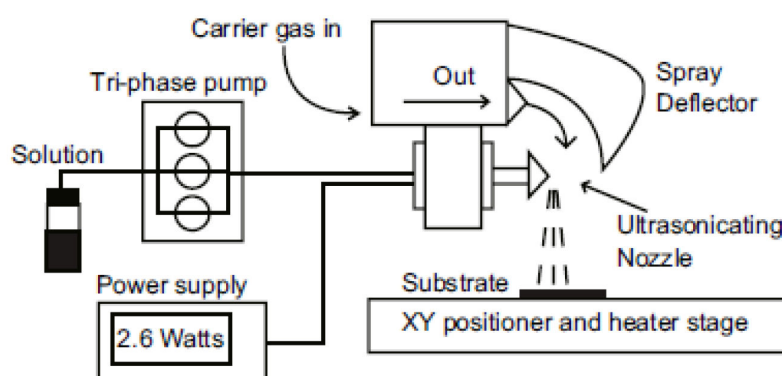 Carrier gas in
Tri-phase pump
Out
Spray
Deflector
Solution
Ultrasonicating
Nozzle
Power supply
Substrate
2.6 Watts
XY positioner and heater stage